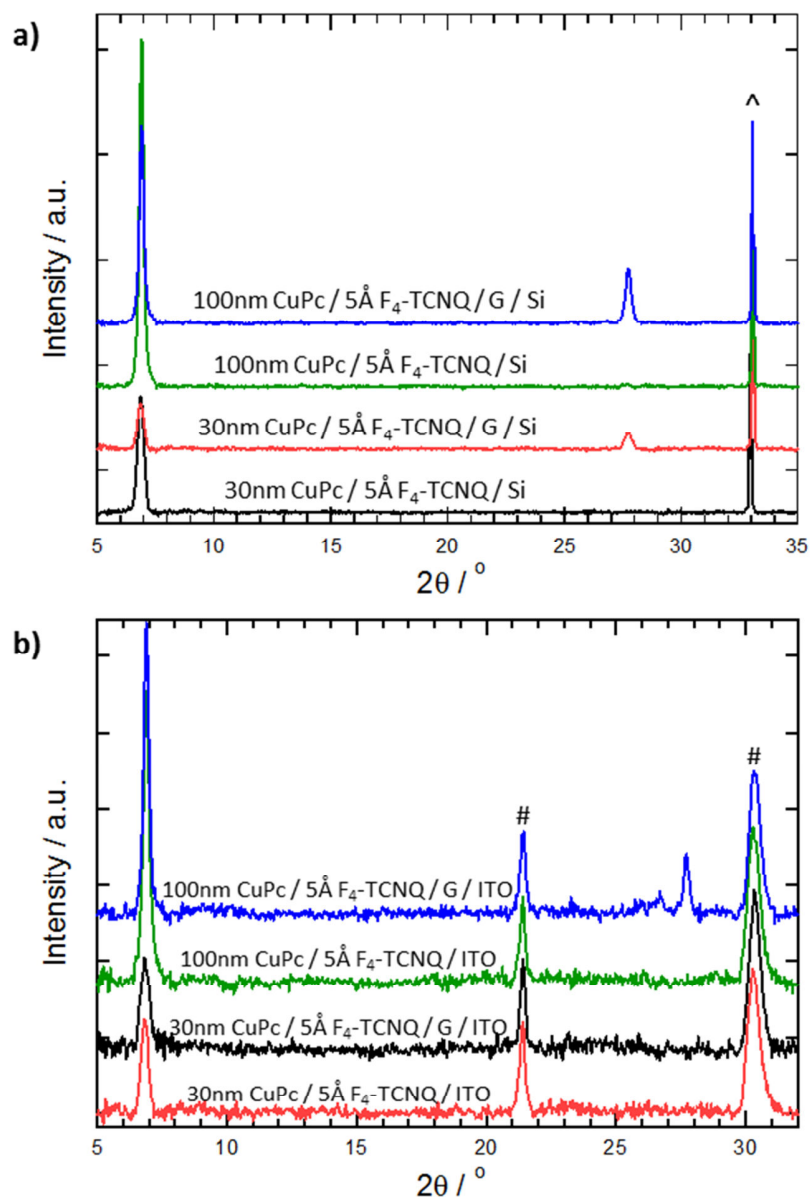 a)
^
Intensity / a.u.
100nm CuPc / 5Å F₄-TCNQ / G / Si
100nm CuPc / 5Å F₄-TCNQ / Si
30nm CuPc / 5Å F₄-TCNQ / G / Si
30nm CuPc / 5Å F₄-TCNQ / Si
5 10 15 20 25 30 35
2θ / °
b)
#
#
Intensity / a.u.
100nm CuPc / 5Å F₄-TCNQ / G / ITO
100nm CuPc / 5Å F₄-TCNQ / ITO
30nm CuPc / 5Å F₄-TCNQ / G / ITO
30nm CuPc / 5Å F₄-TCNQ / ITO
5 10 15 20 25 30
2θ / °